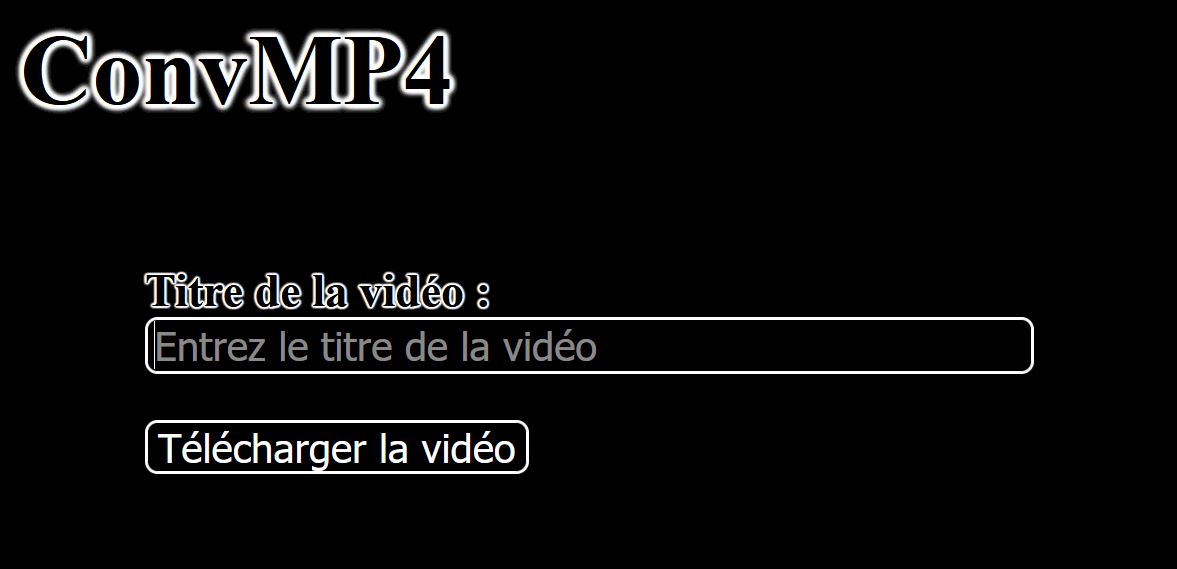 ConvMP4
Titre de la vidéo :
Entrez le titre de la vidéo
Télécharger la vidéo